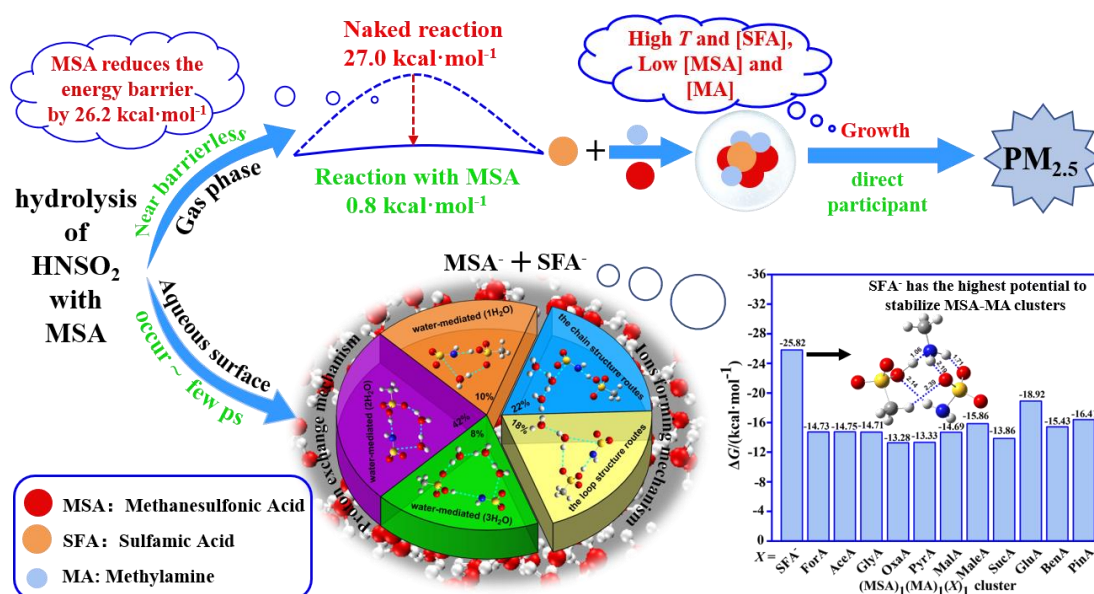 MSA reduces the
energy barrier
by 26.2 kcal·mol-1
Naked reaction
27.0 kcal·mol-1
Reaction with MSA
0.8 kcal·mol-1
High T and [SFA],
Low [MSA] and
[MA]
+
Growth
direct
participant
PM2.5
hydrolysis
of
HNSO2
with
MSA
Near barrierless
Gas phase
Aqueous surface
occur ~ few ps
MSA- + SFA-
Proton exchange mechanism
Ions forming mechanism
water-mediated (1H2O)
10%
the chain structure routes
22%
the loop structure routes
18%
water-mediated (3H2O)
8%
water-mediated (2H2O)
42%
MSA: Methanesulfonic Acid
SFA: Sulfamic Acid
MA: Methylamine
SFA- has the highest potential to
stabilize MSA-MA clusters
ΔG/(kcal·mol-1)
-36
-32
-28
-24
-20
-16
-12
-8
-4
0
-25.82
-14.73
-14.75
-14.71
-13.28
-13.33
-14.69
-15.86
-13.86
-18.92
-15.43
-16.41
X = SFA- ForA AceA GlyA OxaA PyrA MalA MaleA SucA GluA BenA PinA
(MSA)1(MA)1(X)1 cluster